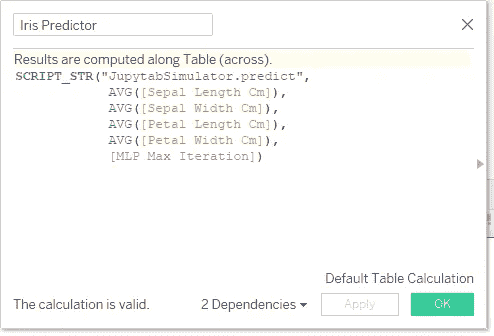 Iris Predictor
Results are computed along Table (across).
SCRIPT_STR("JupytabSimulator.predict",
AVG([Sepal Length Cm]),
AVG([Sepal Width Cm]),
AVG([Petal Length Cm]),
AVG([Petal Width Cm]),
[MLP Max Iteration])
Default Table Calculation
The calculation is valid. 2 Dependencies Apply OK